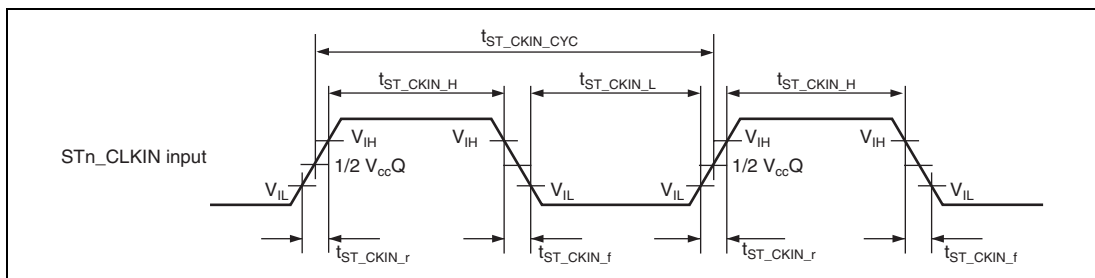 tST_CKIN_CYC
tST_CKIN_H tST_CKIN_L tST_CKIN_H
STn_CLKIN input
VIH VIH VIH VIH
1/2 VccQ 1/2 VccQ
VIL VIL VIL VIL
tST_CKIN_r tST_CKIN_f tST_CKIN_r tST_CKIN_f